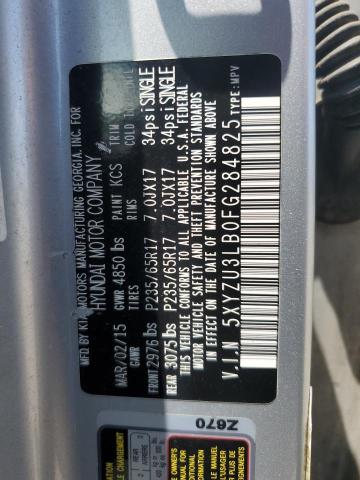 MFG BY KIA MOTORS MANUFACTURING GEORGIA, INC. FOR
HYUNDAI MOTOR COMPANY
MAR/02/15 PAINT KCS TRIM
GVWR 4850 lbs
TIRES RIMS COLD
FRONT 2976 lbs P235/65R17 7.0JX17 34psi SINGLE
REAR 3075 lbs P235/65R17 7.0JX17 34psi SINGLE
THIS VEHICLE CONFORMS TO ALL APPLICABLE U.S.A. FEDERAL
MOTOR VEHICLE SAFETY AND THEFT PREVENTION STANDARDS
IN EFFECT ON THE DATE OF MANUFACTURE SHOWN ABOVE.
V.I.N 5XYZU3LB0FG284825 TYPE: MPV
Z670